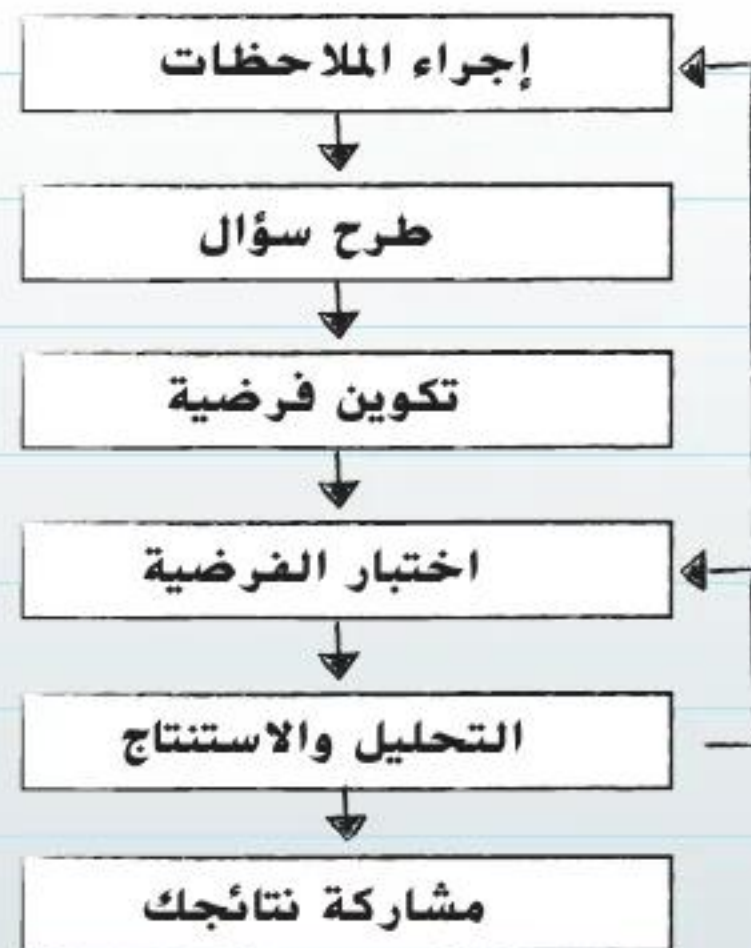 إجراء الملاحظات
طرح سؤال
تكوين فرضية
اختبار الفرضية
التحليل والاستنتاج
مشاركة نتائجك